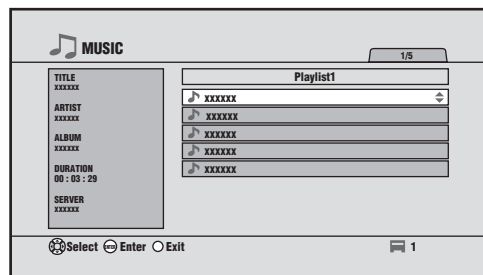 MUSIC
1/5
TITLE
xxxxxx
ARTIST
xxxxxx
ALBUM
xxxxxx
DURATION
00 : 03 : 29
SERVER
xxxxxx
Playlist1
xxxxxx
xxxxxx
xxxxxx
xxxxxx
xxxxxx
Select ENTER Enter Exit
1